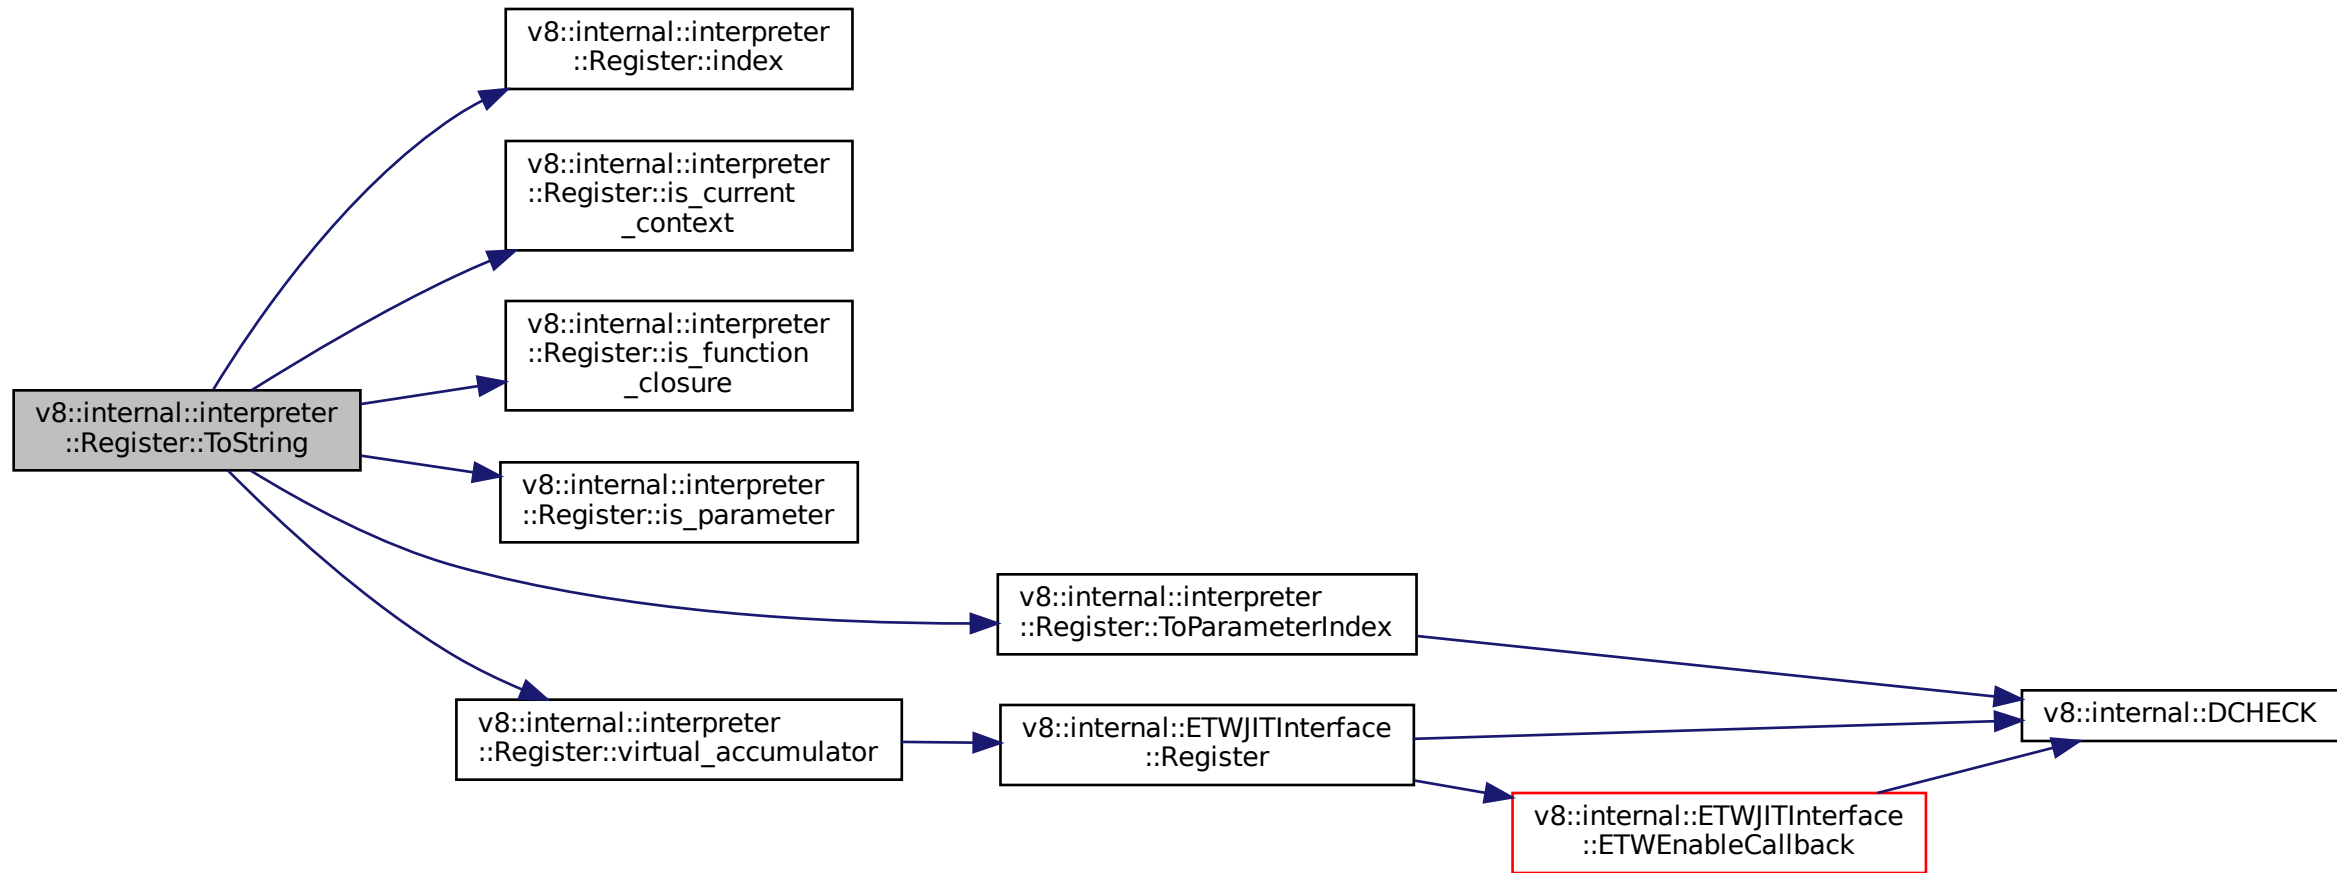 v8::internal::interpreter
::Register::index
v8::internal::interpreter
::Register::is_current
_context
v8::internal::interpreter
::Register::is_function
_closure
v8::internal::interpreter
::Register::ToString
v8::internal::interpreter
::Register::is_parameter
v8::internal::interpreter
::Register::ToParameterIndex
v8::internal::interpreter
::Register::virtual_accumulator
v8::internal::ETWJITInterface
::Register
v8::internal::DCHECK
v8::internal::ETWJITInterface
::ETWEnableCallback